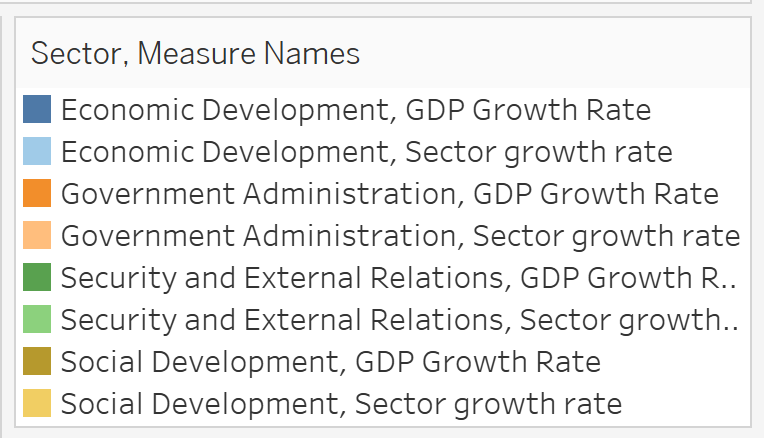 Sector, Measure Names
Economic Development, GDP Growth Rate
Economic Development, Sector growth rate
Government Administration, GDP Growth Rate
Government Administration, Sector growth rate
Security and External Relations, GDP Growth R..
Security and External Relations, Sector growth..
Social Development, GDP Growth Rate
Social Development, Sector growth rate